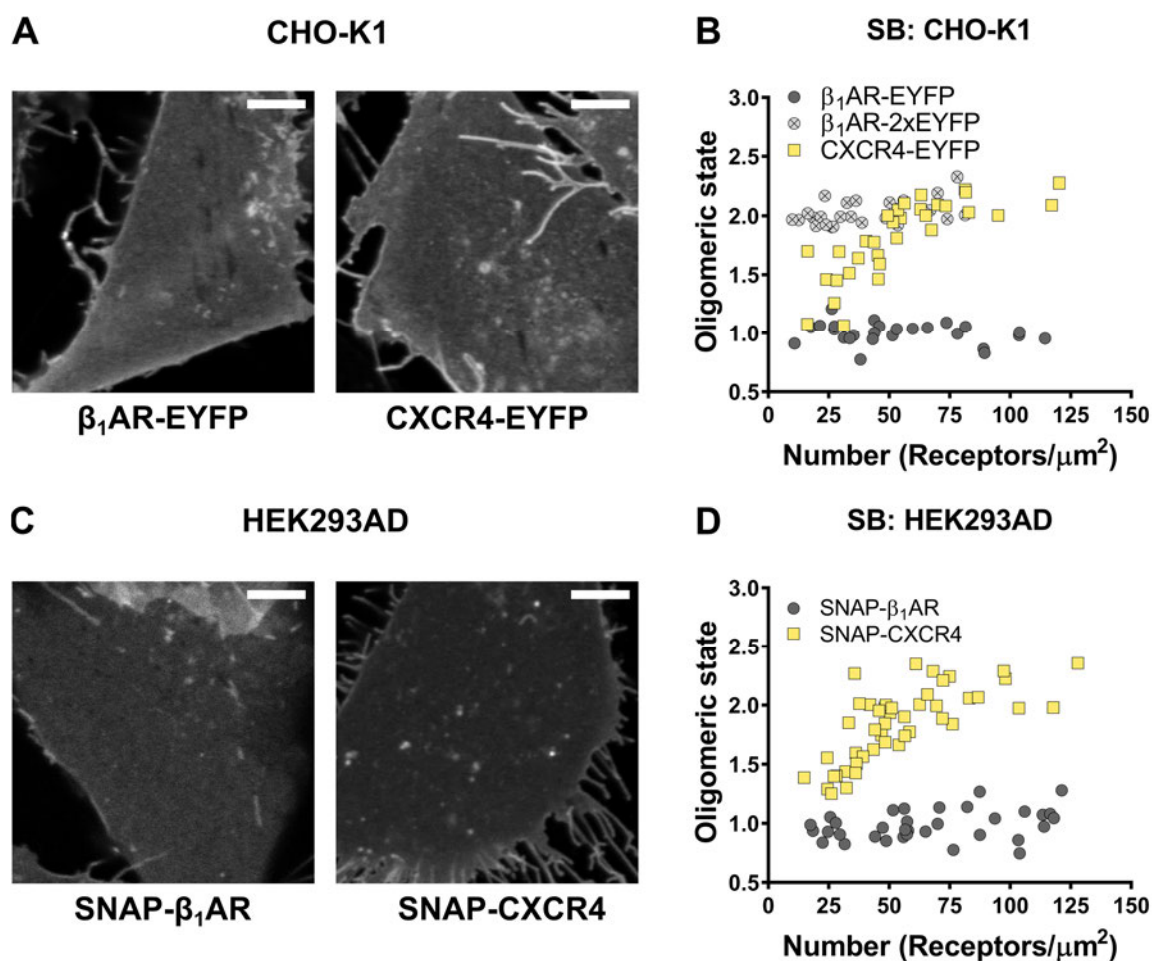 A
CHO-K1
β₁AR-EYFP
CXCR4-EYFP
B
SB: CHO-K1
β₁AR-EYFP
β₁AR-2xEYFP
CXCR4-EYFP
Oligomeric state
3.0
2.5
2.0
1.5
1.0
0.5
0 25 50 75 100 125 150
Number (Receptors/μm²)
C
HEK293AD
SNAP-β₁AR
SNAP-CXCR4
D
SB: HEK293AD
SNAP-β₁AR
SNAP-CXCR4
Oligomeric state
3.0
2.5
2.0
1.5
1.0
0.5
0 25 50 75 100 125 150
Number (Receptors/μm²)